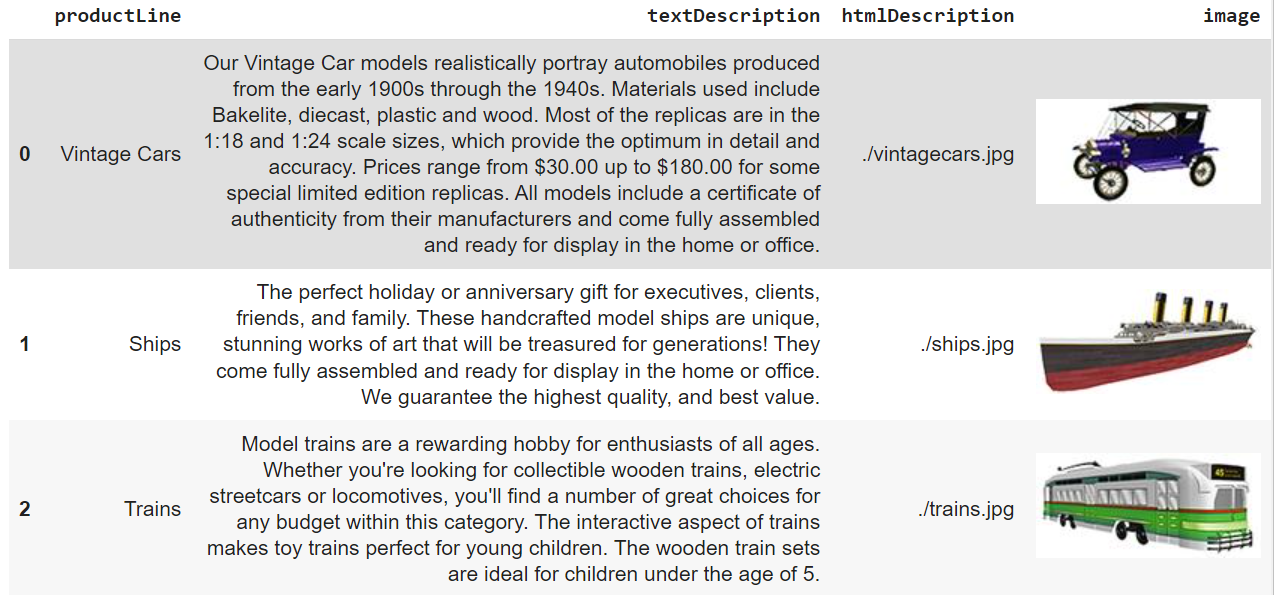 productLine textDescription htmlDescription image
Our Vintage Car models realistically portray automobiles produced
from the early 1900s through the 1940s. Materials used include
Bakelite, diecast, plastic and wood. Most of the replicas are in the
1:18 and 1:24 scale sizes, which provide the optimum in detail and
0 Vintage Cars accuracy. Prices range from $30.00 up to $180.00 for some ./vintagecars.jpg
special limited edition replicas. All models include a certificate of
authenticity from their manufacturers and come fully assembled
and ready for display in the home or office.
The perfect holiday or anniversary gift for executives, clients,
friends, and family. These handcrafted model ships are unique,
1 Ships stunning works of art that will be treasured for generations! They ./ships.jpg
come fully assembled and ready for display in the home or office.
We guarantee the highest quality, and best value.
Model trains are a rewarding hobby for enthusiasts of all ages.
Whether you're looking for collectible wooden trains, electric
streetcars or locomotives, you'll find a number of great choices for
2 Trains any budget within this category. The interactive aspect of trains ./trains.jpg
makes toy trains perfect for young children. The wooden train sets
are ideal for children under the age of 5.
45